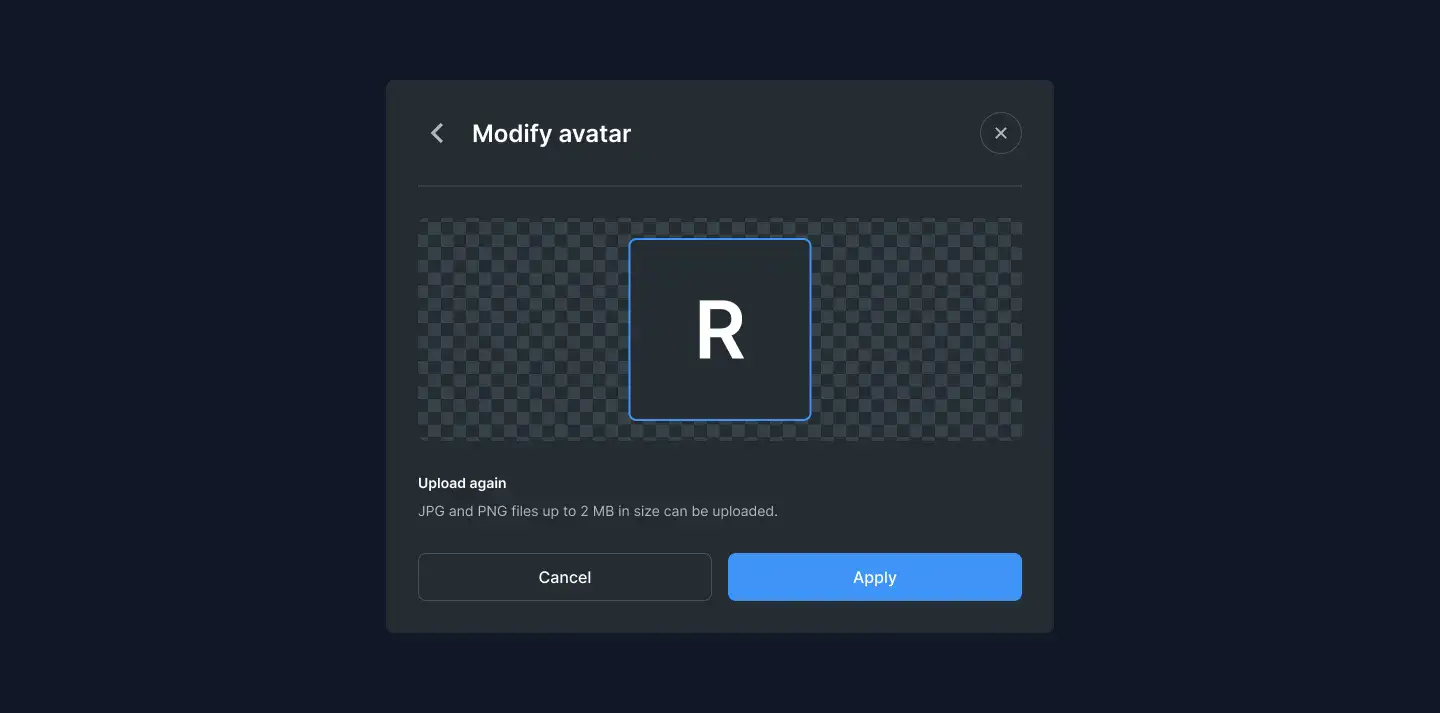 Modify avatar
R
Upload again
JPG and PNG files up to 2 MB in size can be uploaded.
Cancel
Apply